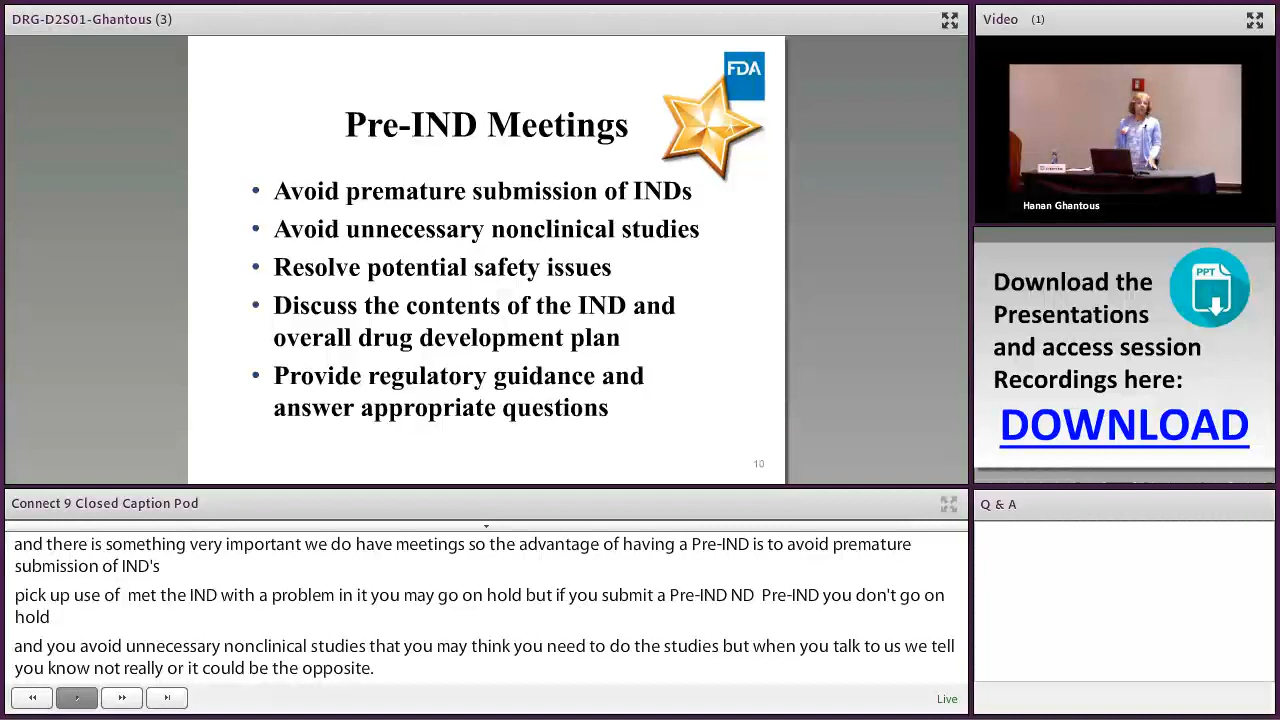 DRG-D2S01-Ghantous (3)
FDA
Pre-IND Meetings
• Avoid premature submission of INDs
• Avoid unnecessary nonclinical studies
• Resolve potential safety issues
• Discuss the contents of the IND and
overall drug development plan
• Provide regulatory guidance and
answer appropriate questions
10
Video (1)
Hanan Ghantous
Download the
Presentations
and access session
Recordings here:
PPT
DOWNLOAD
Connect 9 Closed Caption Pod
and there is something very important we do have meetings so the advantage of having a Pre-IND is to avoid premature
submission of IND's
pick up use of met the IND with a problem in it you may go on hold but if you submit a Pre-IND ND Pre-IND you don't go on
hold
and you avoid unnecessary nonclinical studies that you may think you need to do the studies but when you talk to us we tell
you know not really or it could be the opposite.
Live
Q & A